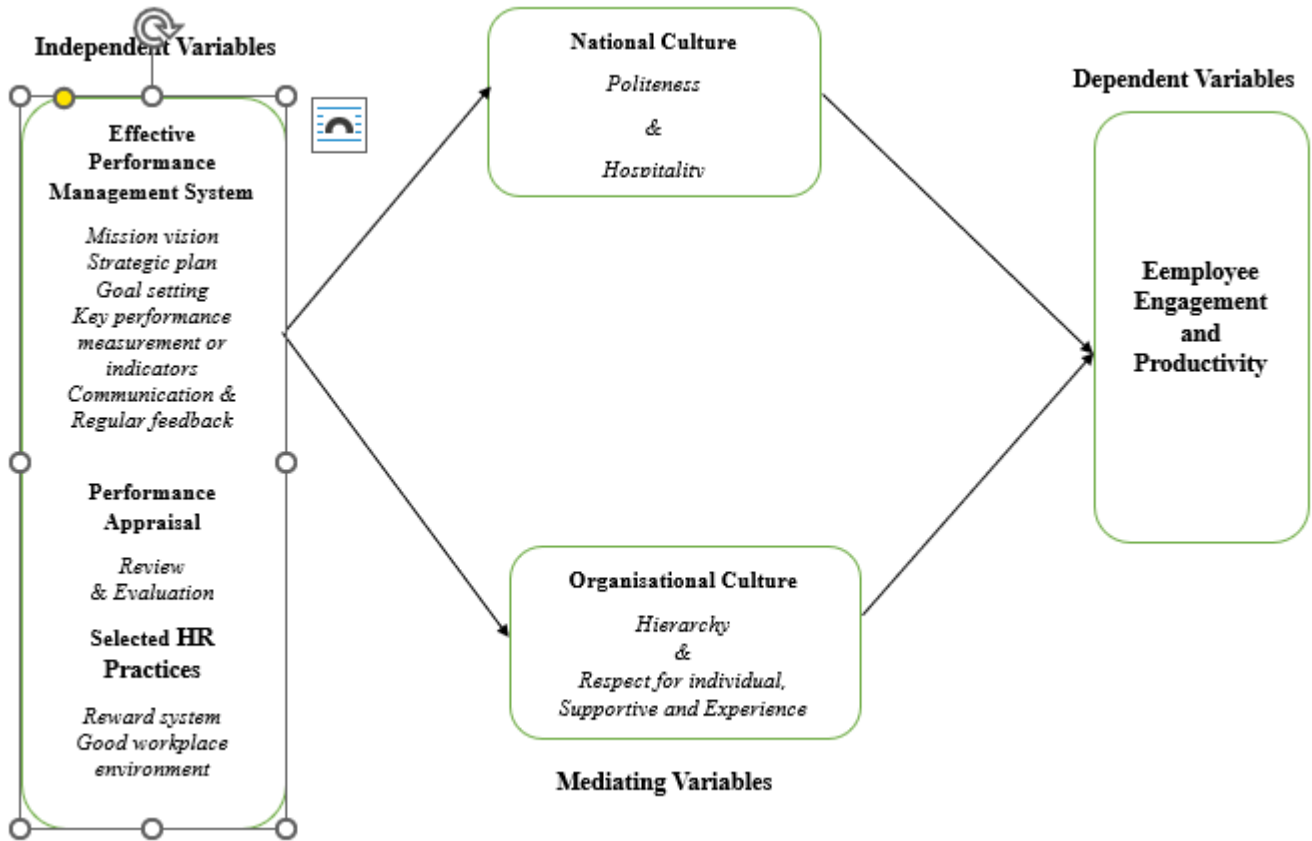 Independent Variables
Effective
Performance
Management System
Mission vision
Strategic plan
Goal setting
Key performance
measurement or
indicators
Communication &
Regular feedback
Performance
Appraisal
Review
& Evaluation
Selected HR
Practices
Reward system
Good workplace
environment
National Culture
Politeness
&
Hospitality
Organisational Culture
Hierarchy
&
Respect for individual,
Supportive and Experience
Mediating Variables
Dependent Variables
Eemployee
Engagement
and
Productivity